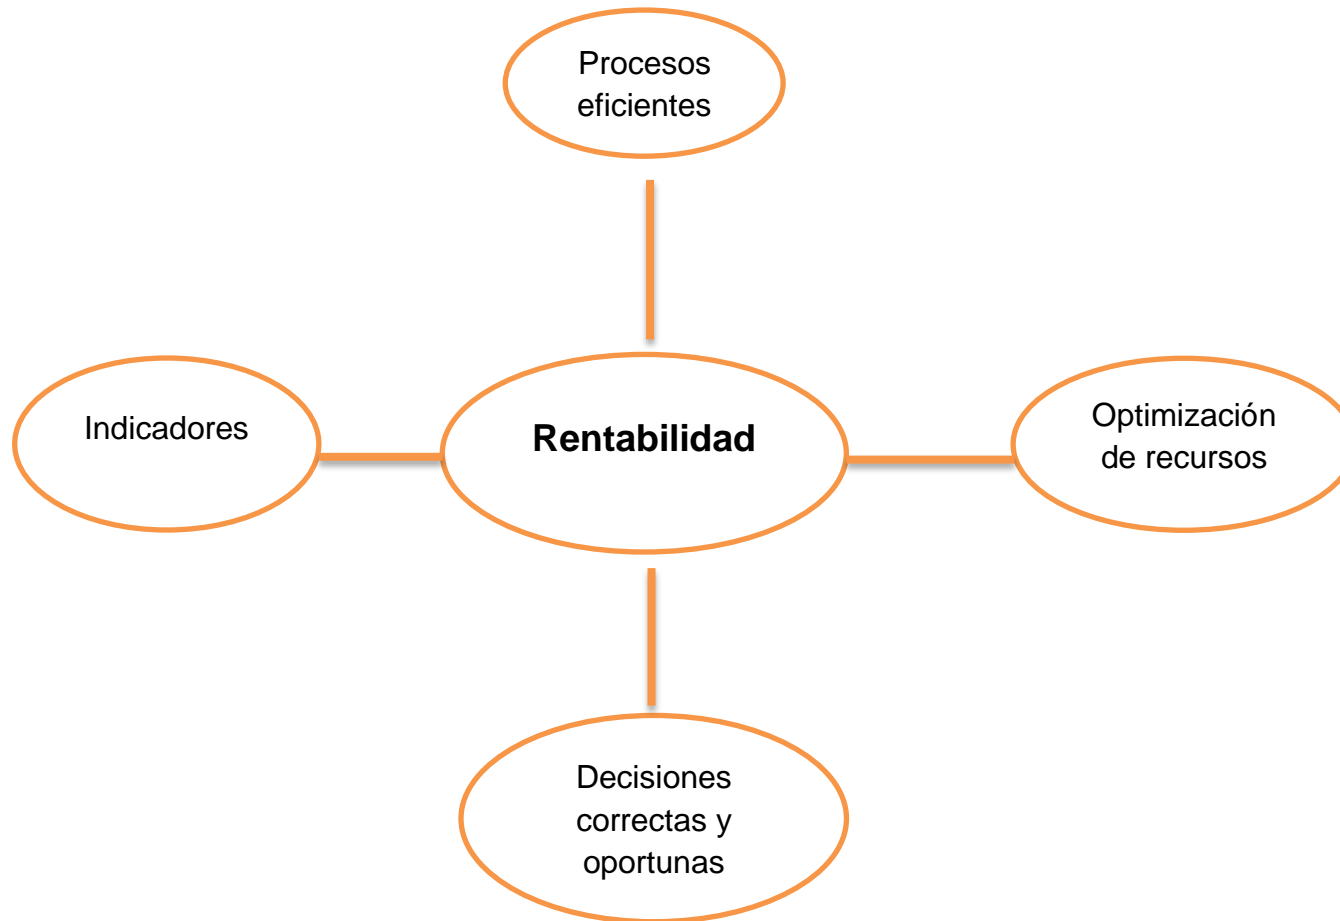 Procesos
eficientes
Indicadores
Rentabilidad
Optimización
de recursos
Decisiones
correctas y
oportunas